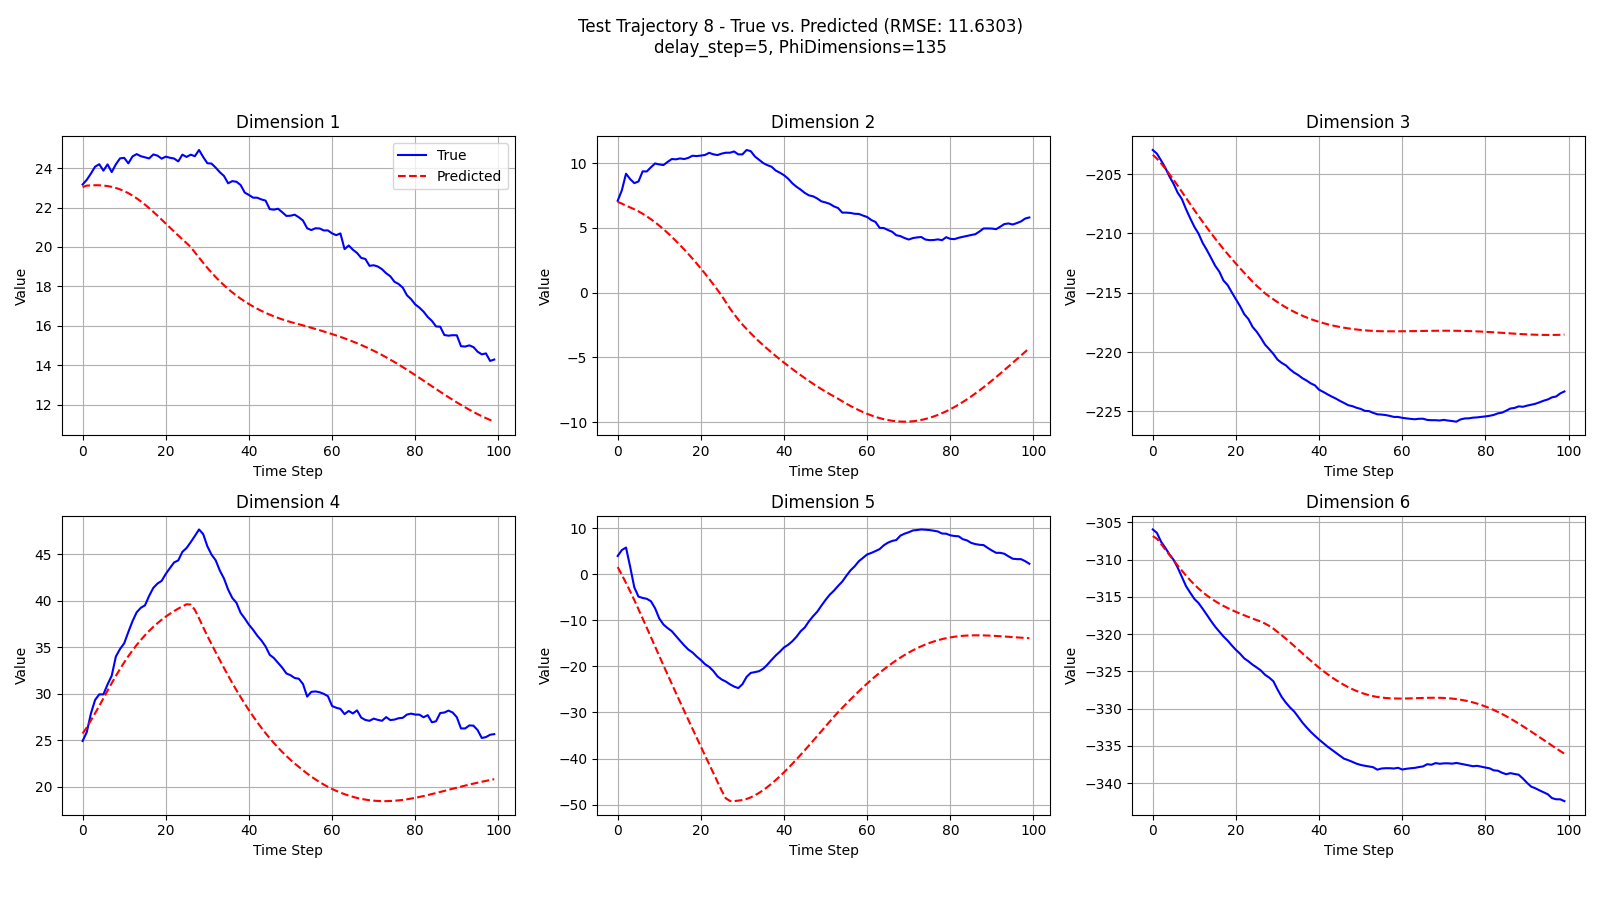 Test Trajectory 8 - True vs. Predicted (RMSE: 11.6303)
delay_step=5, PhiDimensions=135
Dimension 1
Value
24
22
20
18
16
14
12
True
Predicted
0 20 40 60 80 100
Time Step
Dimension 2
Value
10
5
0
−5
−10
0 20 40 60 80 100
Time Step
Dimension 3
Value
−205
−210
−215
−220
−225
0 20 40 60 80 100
Time Step
Dimension 4
Value
45
40
35
30
25
20
0 20 40 60 80 100
Time Step
Dimension 5
Value
10
0
−10
−20
−30
−40
−50
0 20 40 60 80 100
Time Step
Dimension 6
Value
−305
−310
−315
−320
−325
−330
−335
−340
0 20 40 60 80 100
Time Step